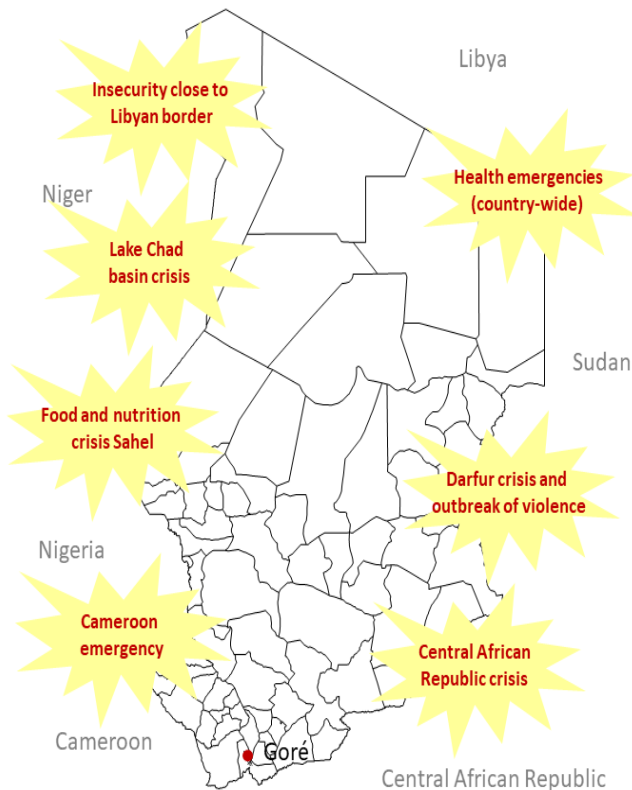 Libya
Insecurity close to
Libyan border
Health emergencies
(country-wide)
Niger
Lake Chad
basin crisis
Sudan
Food and nutrition
crisis Sahel
Darfur crisis and
outbreak of violence
Nigeria
Cameroon
emergency
Central African
Republic crisis
Cameroon
Goré
Central African Republic